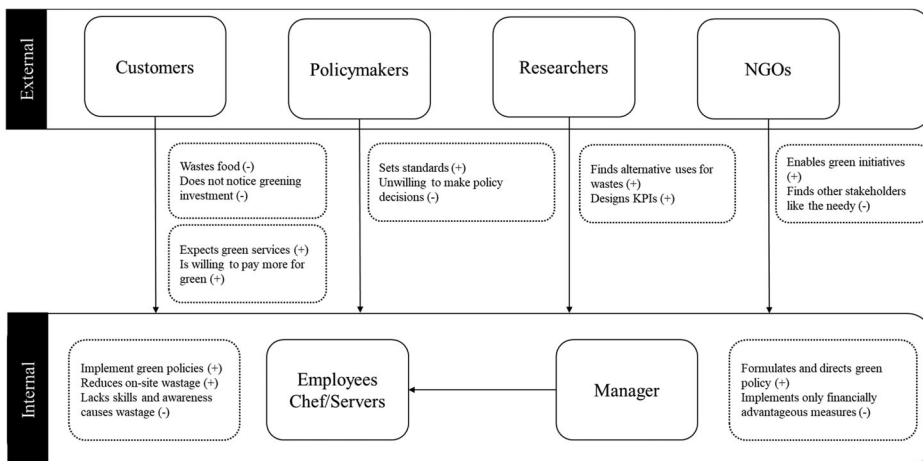 External
Customers
Policymakers
Researchers
NGOs
Wastes food (-)
Does not notice greening
investment (-)
Expects green services (+)
Is willing to pay more for
green (+)
Sets standards (+)
Unwilling to make policy
decisions (-)
Finds alternative uses for
wastes (+)
Designs KPIs (+)
Enables green initiatives
(+)
Finds other stakeholders
like the needy (-)
Internal
Implement green policies (+)
Reduces on-site wastage (+)
Lacks skills and awareness
causes wastage (-)
Employees
Chef/Servers
Manager
Formulates and directs green
policy (+)
Implements only financially
advantageous measures (-)